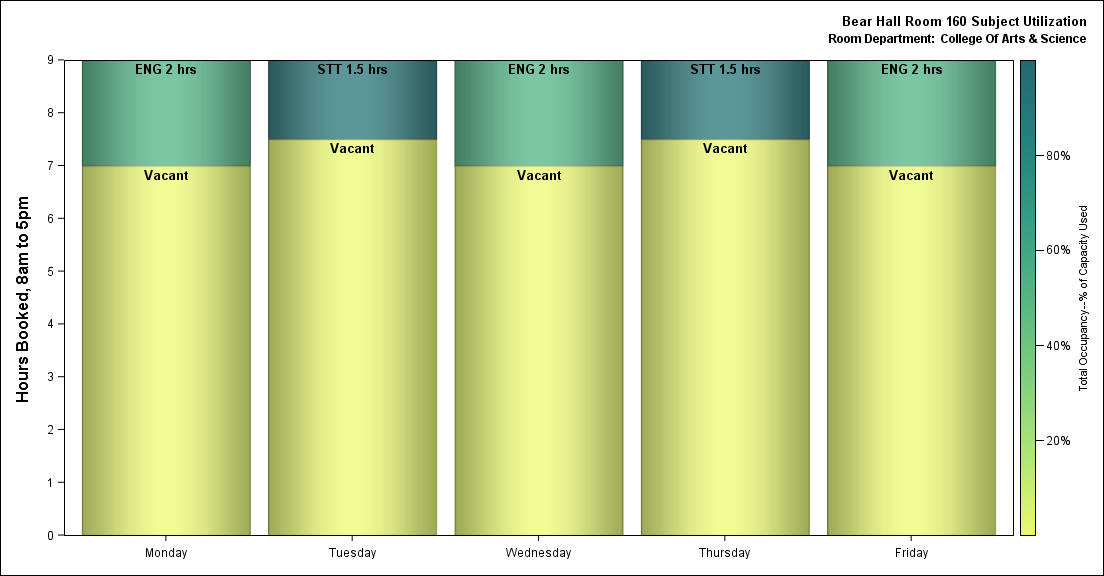 Bear Hall Room 160 Subject Utilization
Room Department: College Of Arts & Science
Hours Booked, 8am to 5pm
9
8
7
6
5
4
3
2
1
0
ENG 2 hrs
STT 1.5 hrs
ENG 2 hrs
STT 1.5 hrs
ENG 2 hrs
Vacant
Vacant
Vacant
Vacant
Vacant
Monday
Tuesday
Wednesday
Thursday
Friday
80%
60%
40%
20%
Total Occupancy--% of Capacity Used